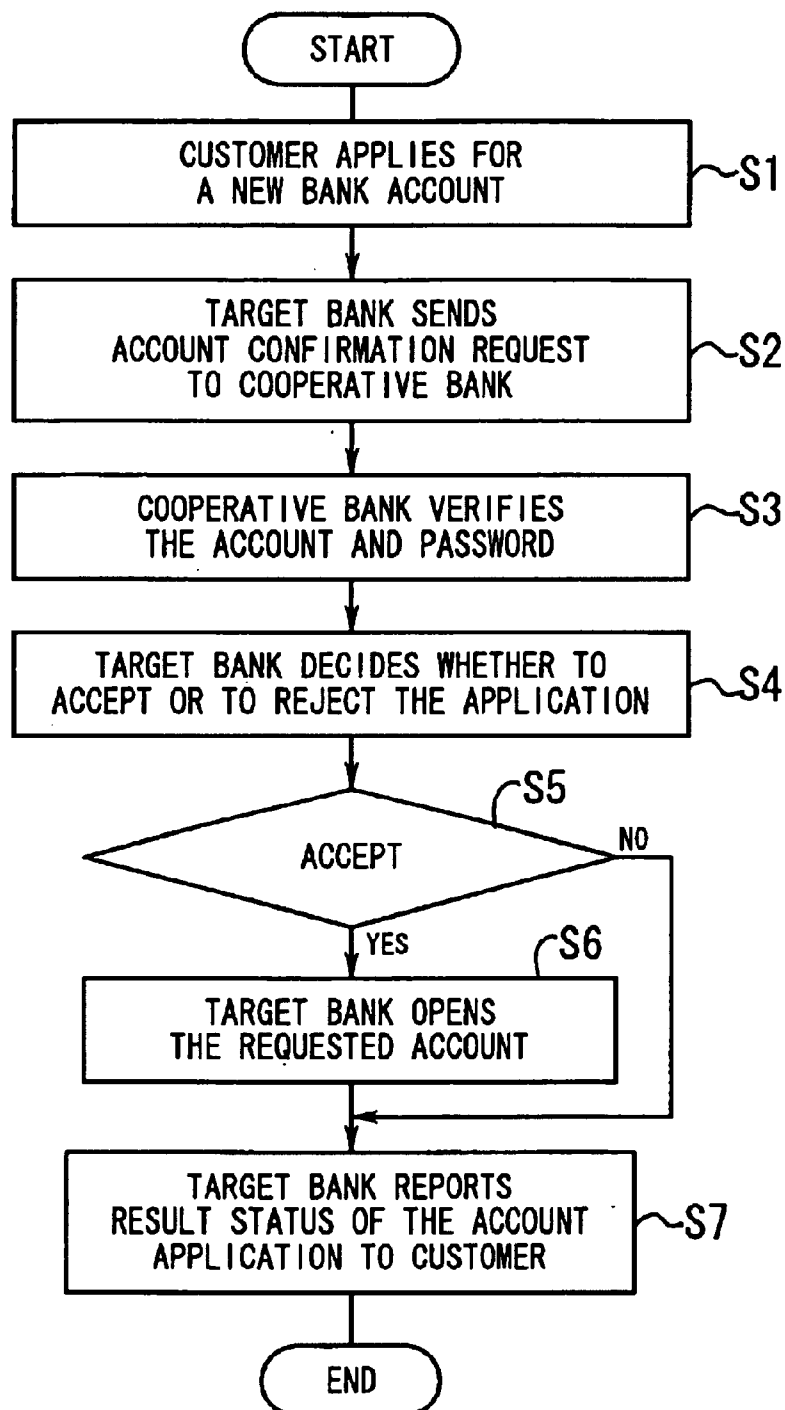 START
CUSTOMER APPLIES FOR
A NEW BANK ACCOUNT
S1
TARGET BANK SENDS
ACCOUNT CONFIRMATION REQUEST
TO COOPERATIVE BANK
S2
COOPERATIVE BANK VERIFIES
THE ACCOUNT AND PASSWORD
S3
TARGET BANK DECIDES WHETHER TO
ACCEPT OR TO REJECT THE APPLICATION
S4
S5
ACCEPT
NO
YES
S6
TARGET BANK OPENS
THE REQUESTED ACCOUNT
TARGET BANK REPORTS
RESULT STATUS OF THE ACCOUNT
APPLICATION TO CUSTOMER
S7
END